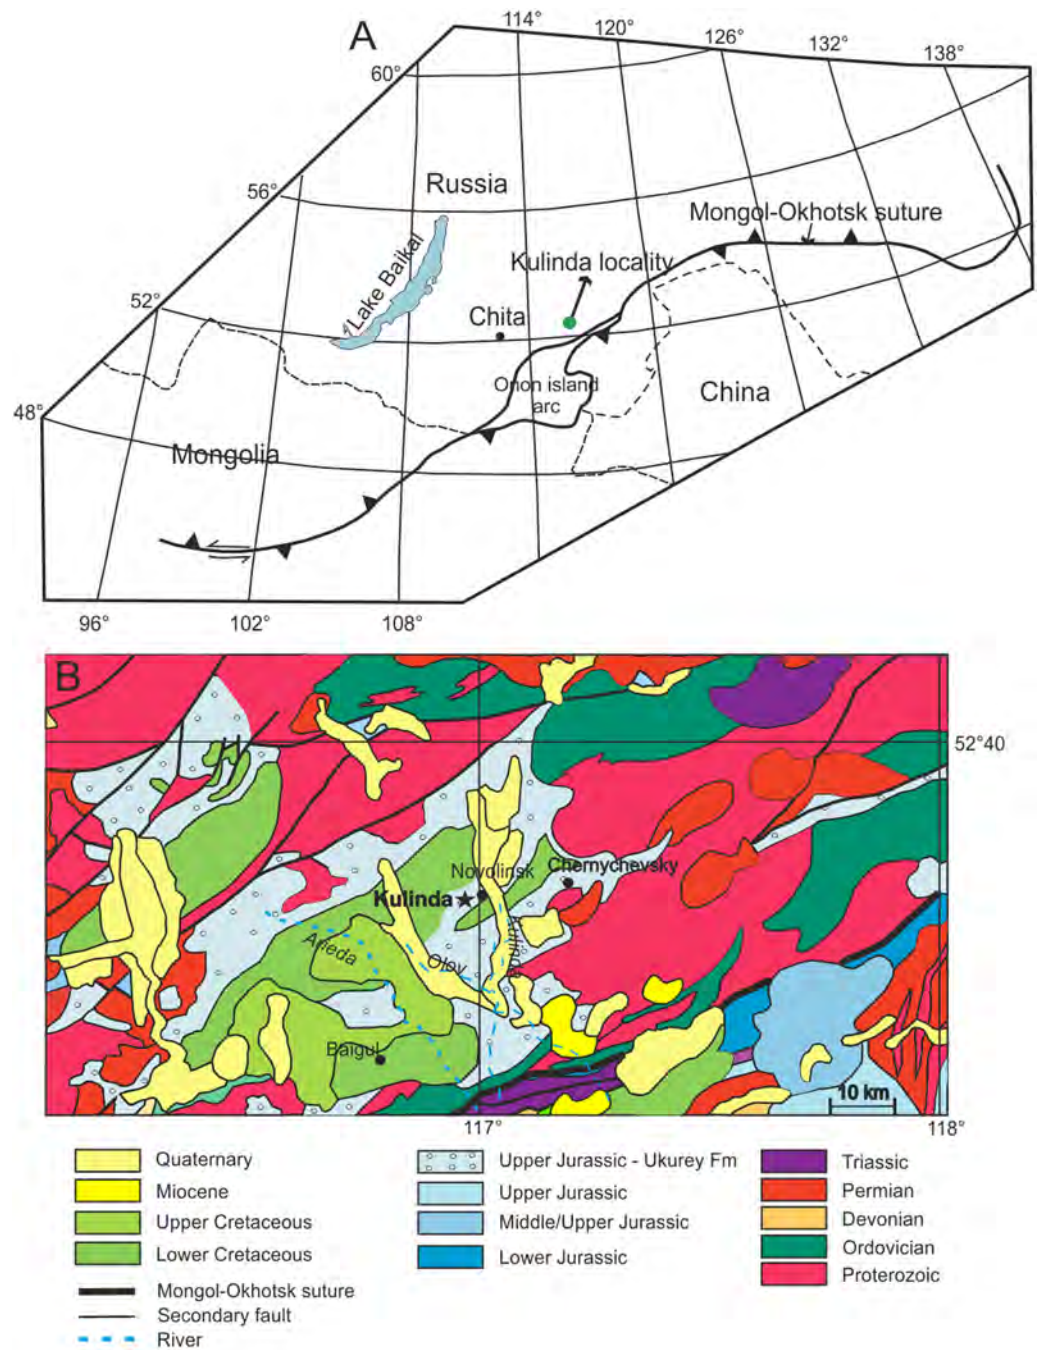 A
114°
120°
126°
132°
138°
60°
56°
52°
48°
Russia
Mongol-Okhotsk suture
Kulinda locality
Lake Baikal
Chita
Onon island
arc
China
Mongolia
96°
102°
108°
B
52°40
Novolinsk
Chernychevsky
Kulinda
Arieda
Olov
Baigul
10 km
117°
118°
Quaternary
Miocene
Upper Cretaceous
Lower Cretaceous
Mongol-Okhotsk suture
Secondary fault
River
Upper Jurassic - Ukurey Fm
Upper Jurassic
Middle/Upper Jurassic
Lower Jurassic
Triassic
Permian
Devonian
Ordovician
Proterozoic